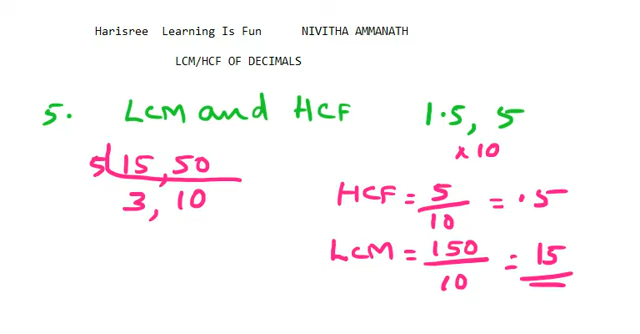 Harisree Learning Is Fun NIVITHA AMMANATH
LCM/HCF OF DECIMALS
5. LCM and HCF 1.5, 5
× 10
5 15, 50
3, 10
HCF = 5/10 = .5
LCM = 150/10 = 15